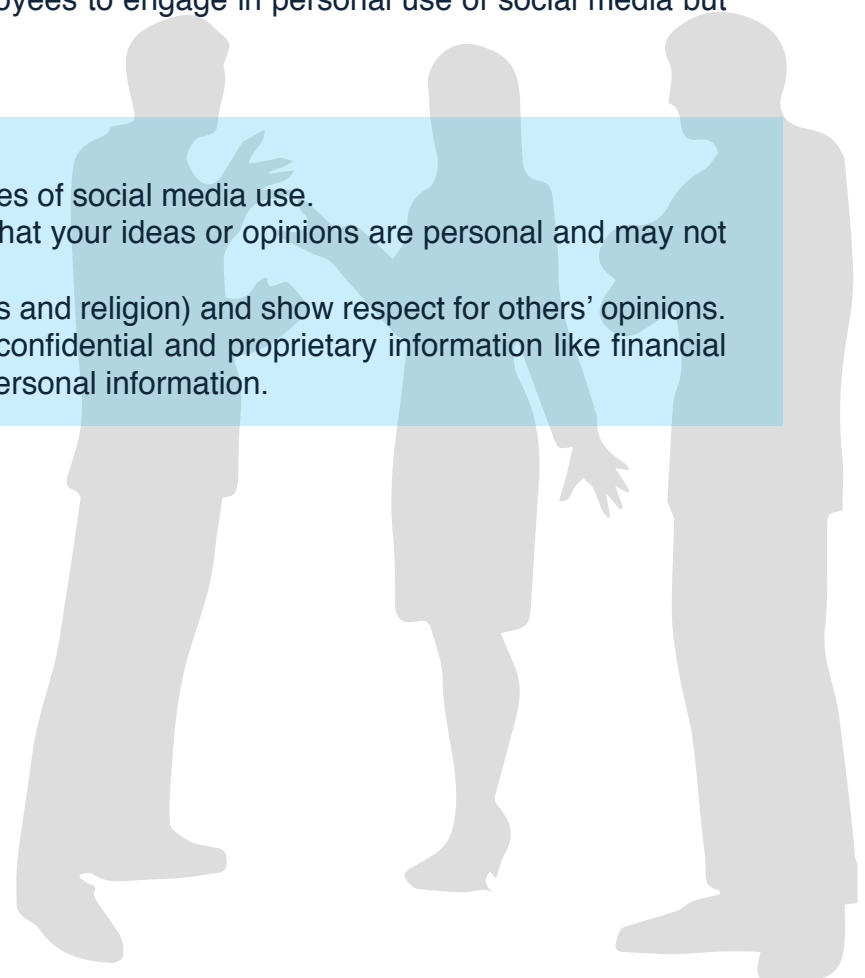 oyees to engage in personal use of social media but
es of social media use.
hat your ideas or opinions are personal and may not
s and religion) and show respect for others’ opinions.
confidential and proprietary information like financial
ersonal information.